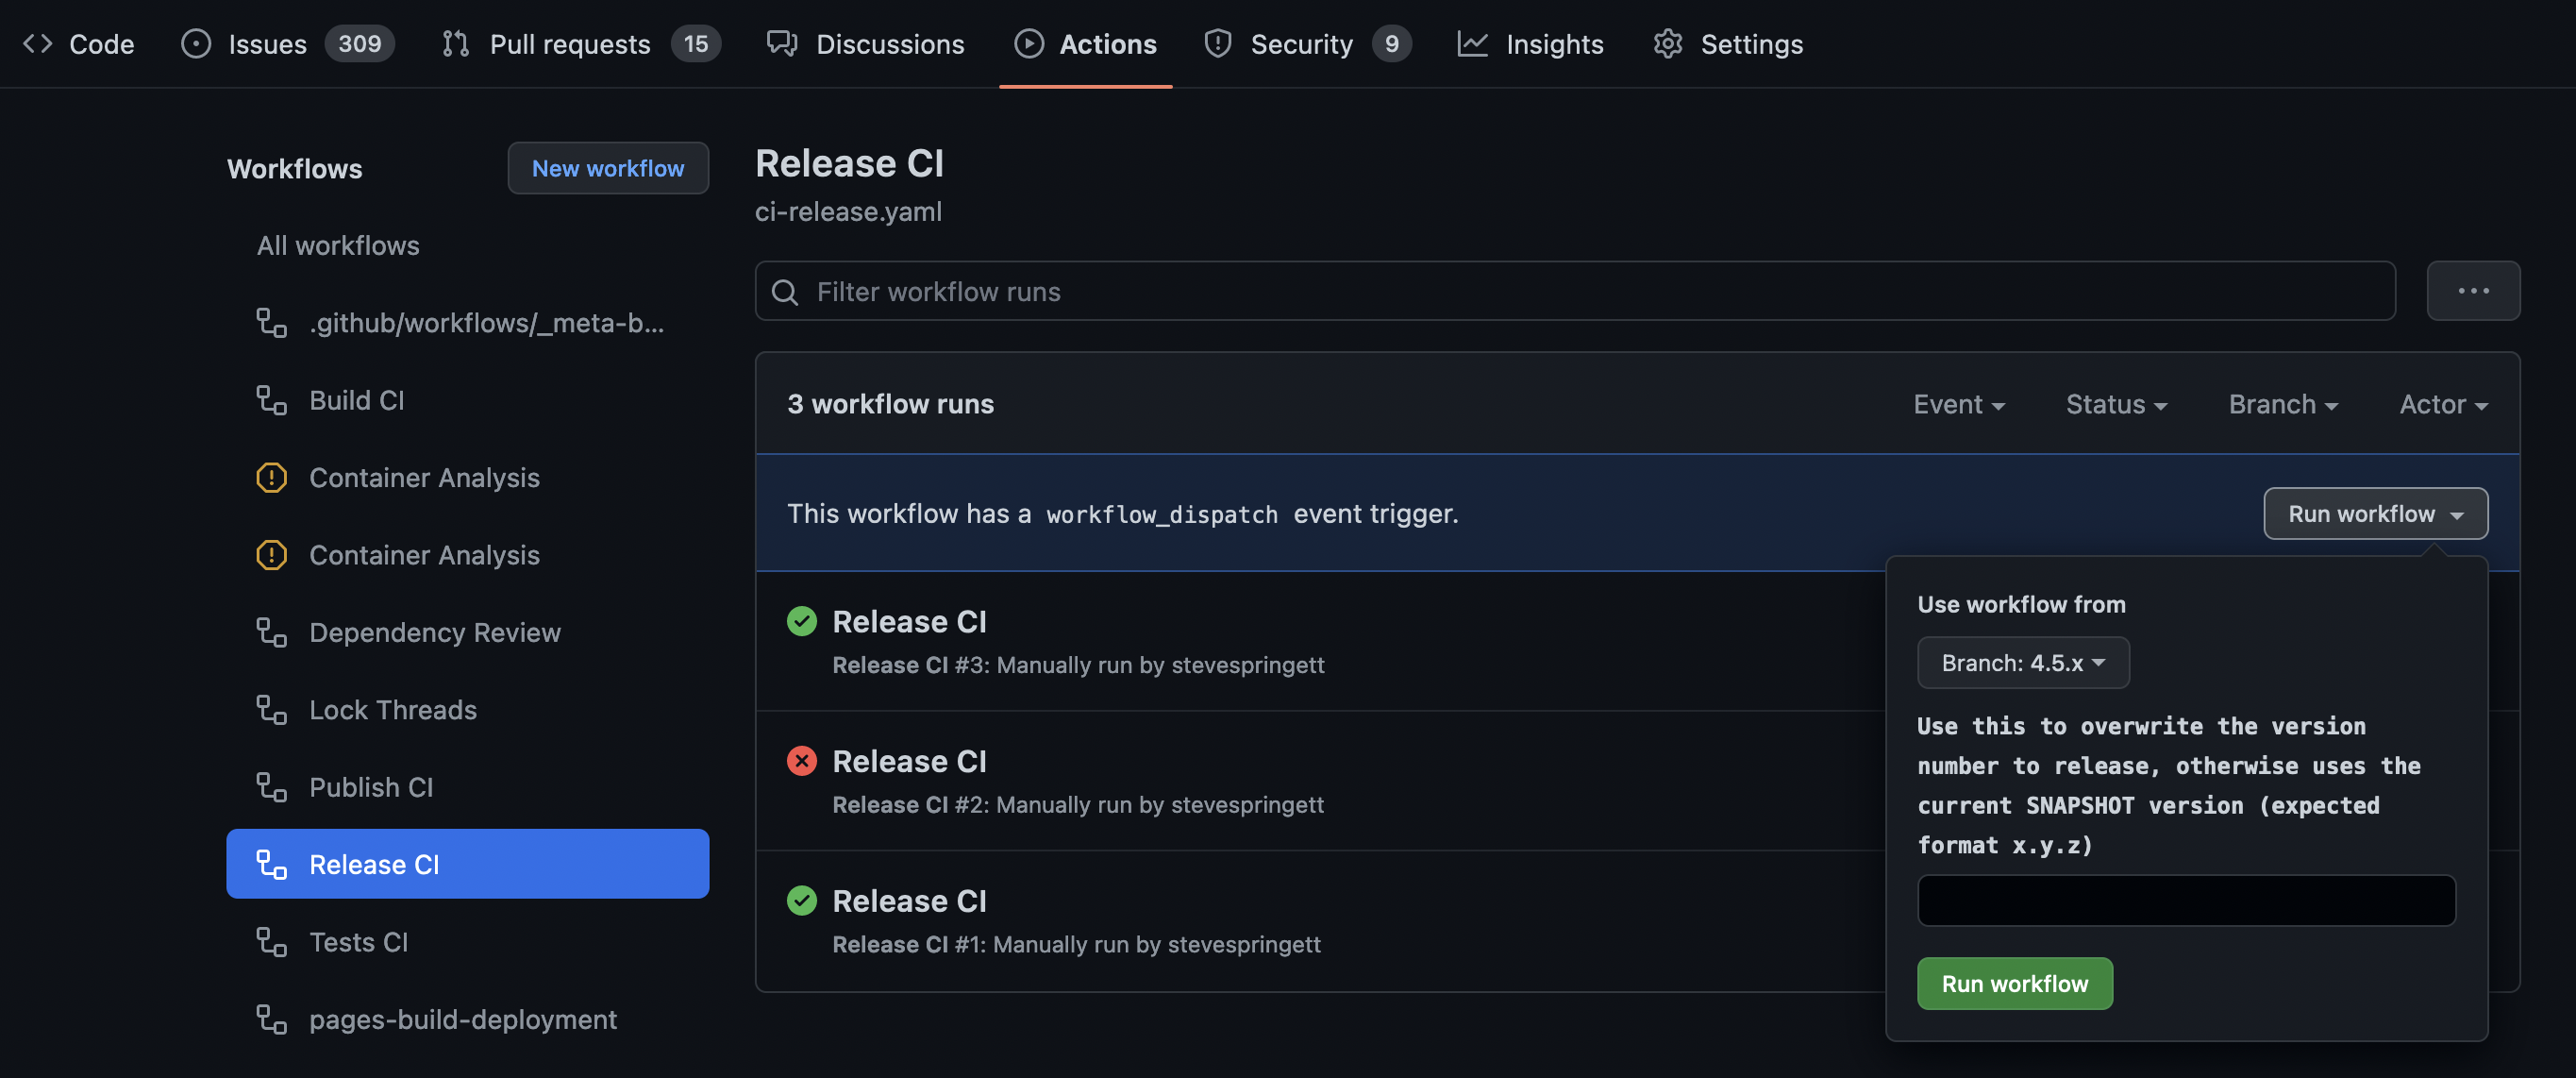 Code Issues 309 Pull requests 15 Discussions Actions Security 9 Insights Settings
Workflows
New workflow
All workflows
.github/workflows/_meta-b...
Build CI
Container Analysis
Container Analysis
Dependency Review
Lock Threads
Publish CI
Release CI
Tests CI
pages-build-deployment
Release CI
ci-release.yaml
Filter workflow runs
...
3 workflow runs
Event Status Branch Actor
This workflow has a workflow_dispatch event trigger.
Run workflow
Release CI
Release CI #3: Manually run by stevespringett
Release CI
Release CI #2: Manually run by stevespringett
Release CI
Release CI #1: Manually run by stevespringett
Use workflow from
Branch: 4.5.x
Use this to overwrite the version
number to release, otherwise uses the
current SNAPSHOT version (expected
format x.y.z)
Run workflow